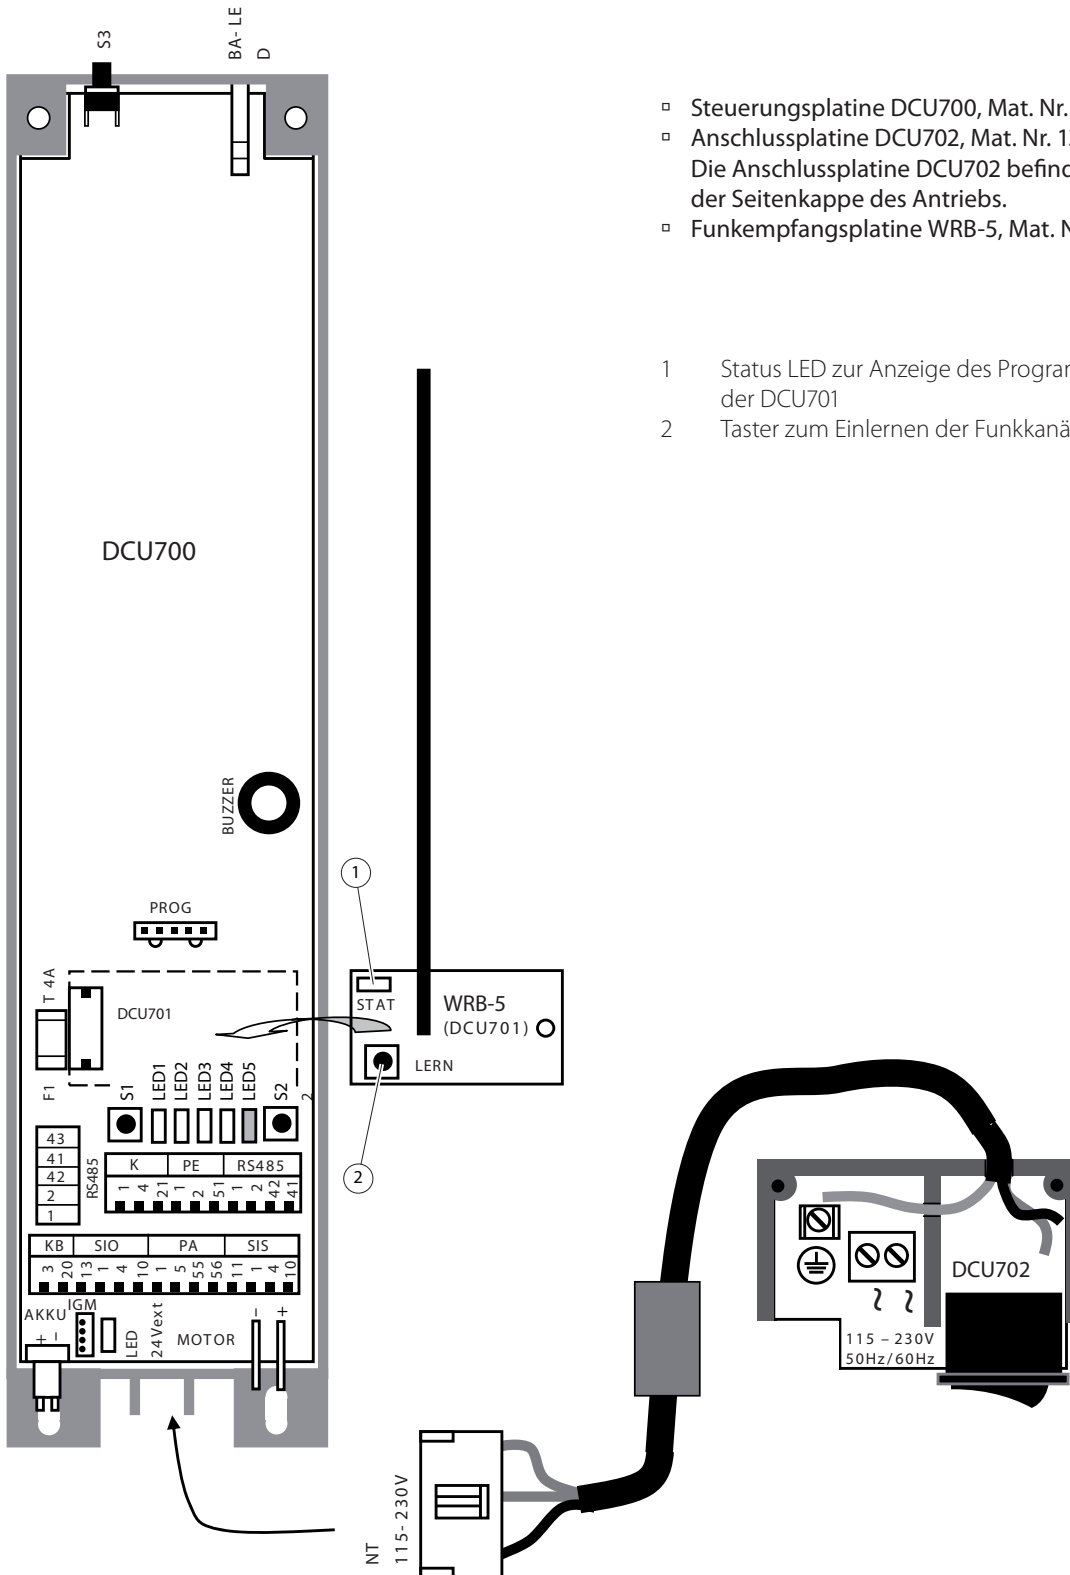 S3
BA- LE
D
▫ Steuerungsplatine DCU700, Mat. Nr.
▫ Anschlussplatine DCU702, Mat. Nr.
Die Anschlussplatine DCU702
der Seitenkappe des Antriebs.
▫ Funkempfangsplatine WRB-5, Mat.
1 Status LED zur Anzeige des
der DCU701
2 Taster zum Einlernen der
DCU700
BUZZER
1
PROG
T 4A
F1
DCU701
STAT
WRB-5
(DCU701)
LERN
2
S1
LED1
LED2
LED3
LED4
LED5
S2
2
43
41
42
2
1
RS485
K PE RS485
1 4 21 1 2 51 1 2 42 41
KB SIO PA SIS
3 20 13 1 4 10 1 5 55 56 11 1 4 10
AKKU
+ –
IGM
LED
24Vext
MOTOR
– +
NT
115- 230V
DCU702
~ ~
115 – 230V
50Hz/60Hz